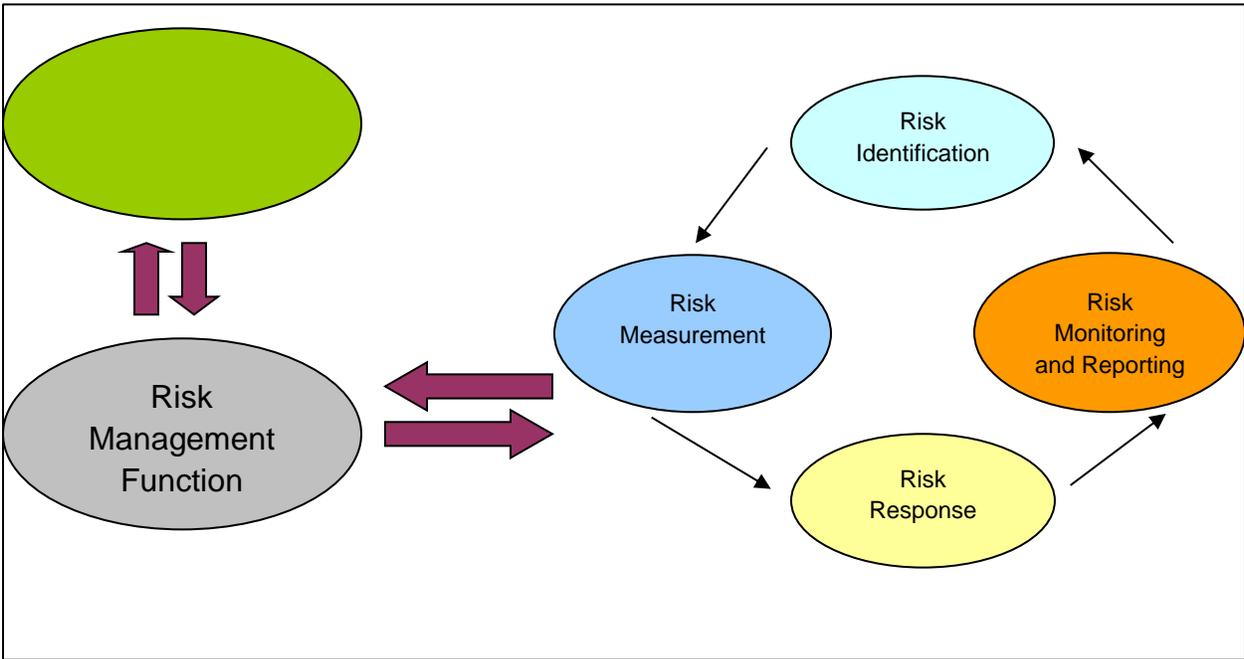 Risk
Identification
Risk
Measurement
Risk
Monitoring
and Reporting
Risk
Management
Function
Risk
Response